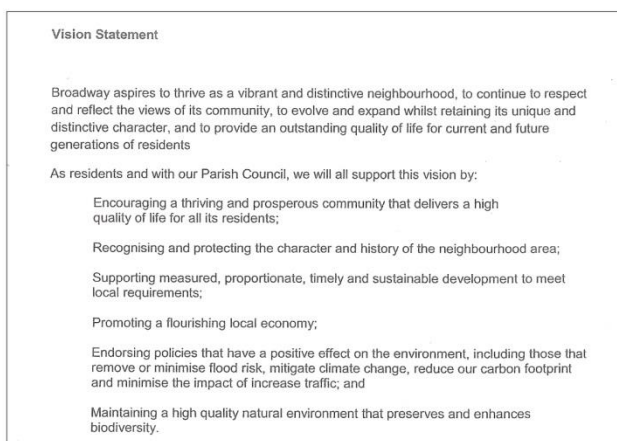 Vision Statement
Broadway aspires to thrive as a vibrant and distinctive neighbourhood, to continue to respect
and reflect the views of its community, to evolve and expand whilst retaining its unique and
distinctive character, and to provide an outstanding quality of life for current and future
generations of residents
As residents and with our Parish Council, we will all support this vision by:
Encouraging a thriving and prosperous community that delivers a high
quality of life for all its residents;
Recognising and protecting the character and history of the neighbourhood area;
Supporting measured, proportionate, timely and sustainable development to meet
local requirements;
Promoting a flourishing local economy;
Endorsing policies that have a positive effect on the environment, including those that
remove or minimise flood risk, mitigate climate change, reduce our carbon footprint
and minimise the impact of increase traffic; and
Maintaining a high quality natural environment that preserves and enhances
biodiversity.